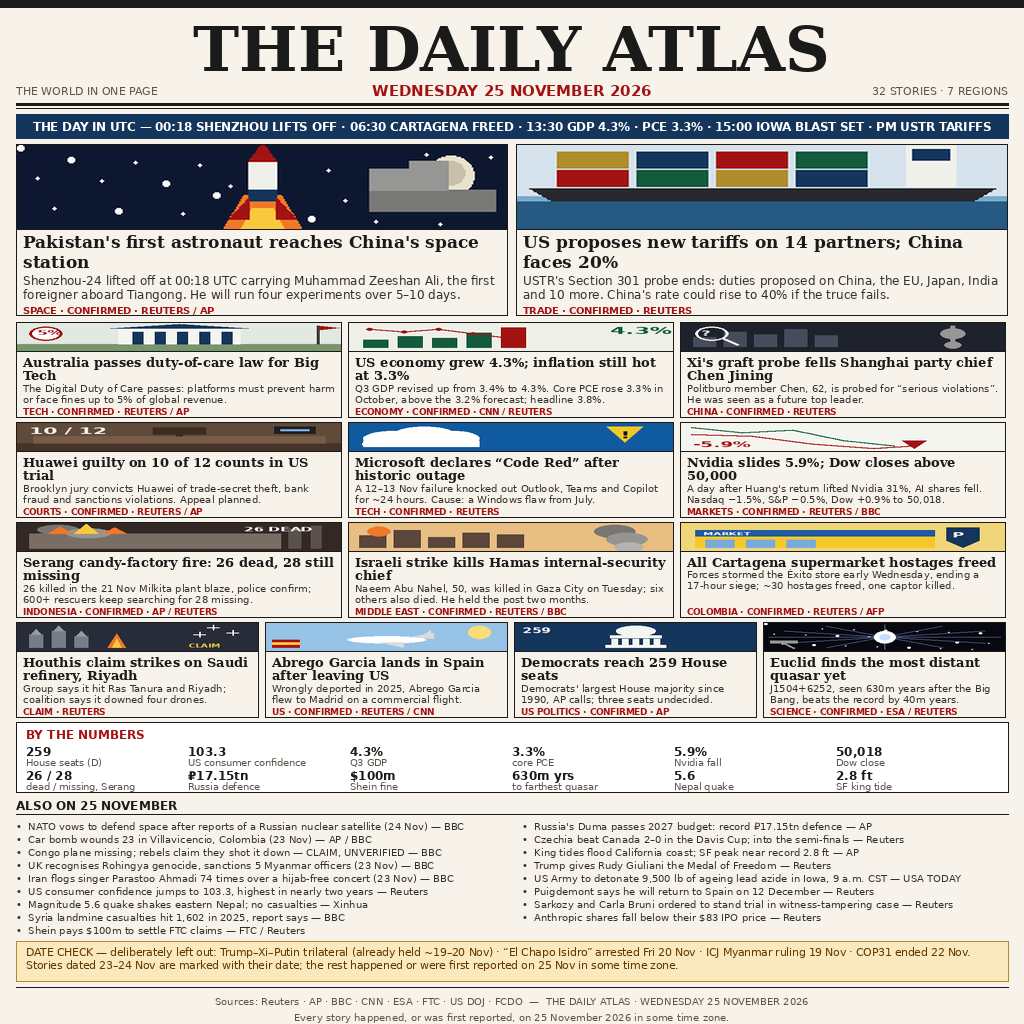 THE DAILY ATLAS
THE WORLD IN ONE PAGE
WEDNESDAY 25 NOVEMBER 2026
32 STORIES · 7 REGIONS
THE DAY IN UTC — 00:18 SHENZHOU LIFTS OFF · 06:30 CARTAGENA FREED · 13:30 GDP 4.3% · PCE 3.3% · 15:00 IOWA BLAST SET · PM USTR TARIFFS
Pakistan's first astronaut reaches China's space
station
Shenzhou-24 lifted off at 00:18 UTC carrying Muhammad Zeeshan Ali, the first
foreigner aboard Tiangong. He will run four experiments over 5–10 days.
SPACE · CONFIRMED · REUTERS / AP
US proposes new tariffs on 14 partners; China
faces 20%
USTR's Section 301 probe ends: duties proposed on China, the EU, Japan, India
and 10 more. China's rate could rise to 40% if the truce fails.
TRADE · CONFIRMED · REUTERS
5%
Australia passes duty-of-care law for Big
Tech
The Digital Duty of Care passes: platforms must prevent harm
or face fines up to 5% of global revenue.
TECH · CONFIRMED · REUTERS / AP
4.3%
US economy grew 4.3%; inflation still hot
at 3.3%
Q3 GDP revised up from 3.4% to 4.3%. Core PCE rose 3.3% in
October, above the 3.2% forecast; headline 3.8%.
ECONOMY · CONFIRMED · CNN / REUTERS
?
Xi's graft probe fells Shanghai party chief
Chen Jining
Politburo member Chen, 62, is probed for “serious violations”.
He was seen as a future top leader.
CHINA · CONFIRMED · REUTERS
10 / 12
Huawei guilty on 10 of 12 counts in US
trial
Brooklyn jury convicts Huawei of trade-secret theft, bank
fraud and sanctions violations. Appeal planned.
COURTS · CONFIRMED · REUTERS / AP
!
Microsoft declares “Code Red” after
historic outage
A 12–13 Nov failure knocked out Outlook, Teams and Copilot
for ~24 hours. Cause: a Windows flaw from July.
TECH · CONFIRMED · REUTERS
-5.9%
Nvidia slides 5.9%; Dow closes above
50,000
A day after Huang's return lifted Nvidia 31%, AI shares fell.
Nasdaq −1.5%, S&P −0.5%, Dow +0.9% to 50,018.
MARKETS · CONFIRMED · REUTERS / BBC
26 DEAD
Serang candy-factory fire: 26 dead, 28 still
missing
26 killed in the 21 Nov Milkita plant blaze, police confirm;
600+ rescuers keep searching for 28 missing.
INDONESIA · CONFIRMED · AP / REUTERS
Israeli strike kills Hamas internal-security
chief
Naeem Abu Nahel, 50, was killed in Gaza City on Tuesday; six
others also died. He held the post two months.
MIDDLE EAST · CONFIRMED · REUTERS / BBC
MARKET
P
All Cartagena supermarket hostages freed
Forces stormed the Éxito store early Wednesday, ending a
17-hour siege; ~30 hostages freed, one captor killed.
COLOMBIA · CONFIRMED · REUTERS / AFP
CLAIM
Houthis claim strikes on Saudi
refinery, Riyadh
Group says it hit Ras Tanura and Riyadh;
coalition says it downed four drones.
CLAIM · REUTERS
Abrego Garcia lands in Spain
after leaving US
Wrongly deported in 2025, Abrego Garcia
flew to Madrid on a commercial flight.
US · CONFIRMED · REUTERS / CNN
259
Democrats reach 259 House
seats
Democrats' largest House majority since
1990, AP calls; three seats undecided.
US POLITICS · CONFIRMED · AP
Euclid finds the most distant
quasar yet
J1504+6252, seen 630m years after the Big
Bang, beats the record by 40m years.
SCIENCE · CONFIRMED · ESA / REUTERS
BY THE NUMBERS
259
House seats (D)
103.3
US consumer confidence
4.3%
Q3 GDP
3.3%
core PCE
5.9%
Nvidia fall
50,018
Dow close
26 / 28
dead / missing, Serang
₽17.15tn
Russia defence
$100m
Shein fine
630m yrs
to farthest quasar
5.6
Nepal quake
2.8 ft
SF king tide
ALSO ON 25 NOVEMBER
• NATO vows to defend space after reports of a Russian nuclear satellite (24 Nov) — BBC
• Car bomb wounds 23 in Villavicencio, Colombia (23 Nov) — AP / BBC
• Congo plane missing; rebels claim they shot it down — CLAIM, UNVERIFIED — BBC
• UK recognises Rohingya genocide, sanctions 5 Myanmar officers (23 Nov) — BBC
• Iran flogs singer Parastoo Ahmadi 74 times over a hijab-free concert (23 Nov) — BBC
• US consumer confidence jumps to 103.3, highest in nearly two years — Reuters
• Magnitude 5.6 quake shakes eastern Nepal; no casualties — Xinhua
• Syria landmine casualties hit 1,602 in 2025, report says — BBC
• Shein pays $100m to settle FTC claims — FTC / Reuters
• Russia's Duma passes 2027 budget: record ₽17.15tn defence — AP
• Czechia beat Canada 2–0 in the Davis Cup; into the semi-finals — Reuters
• King tides flood California coast; SF peak near record 2.8 ft — AP
• Trump gives Rudy Giuliani the Medal of Freedom — Reuters
• US Army to detonate 9,500 lb of ageing lead azide in Iowa, 9 a.m. CST — USA TODAY
• Puigdemont says he will return to Spain on 12 December — Reuters
• Sarkozy and Carla Bruni ordered to stand trial in witness-tampering case — Reuters
• Anthropic shares fall below their $83 IPO price — Reuters
DATE CHECK — deliberately left out: Trump–Xi–Putin trilateral (already held ~19–20 Nov) · “El Chapo Isidro” arrested Fri 20 Nov · ICJ Myanmar ruling 19 Nov · COP31 ended 22 Nov.
Stories dated 23–24 Nov are marked with their date; the rest happened or were first reported on 25 Nov in some time zone.
Sources: Reuters · AP · BBC · CNN · ESA · FTC · US DOJ · FCDO — THE DAILY ATLAS · WEDNESDAY 25 NOVEMBER 2026
Every story happened, or was first reported, on 25 November 2026 in some time zone.